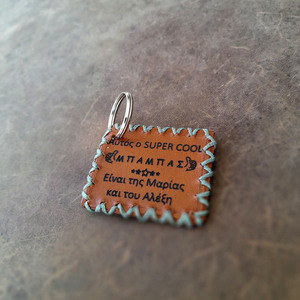 Αυτός ο SUPER COOL
ΜΠΑΜΠΑΣ
Είναι της Μαρίας
και του Αλέξη